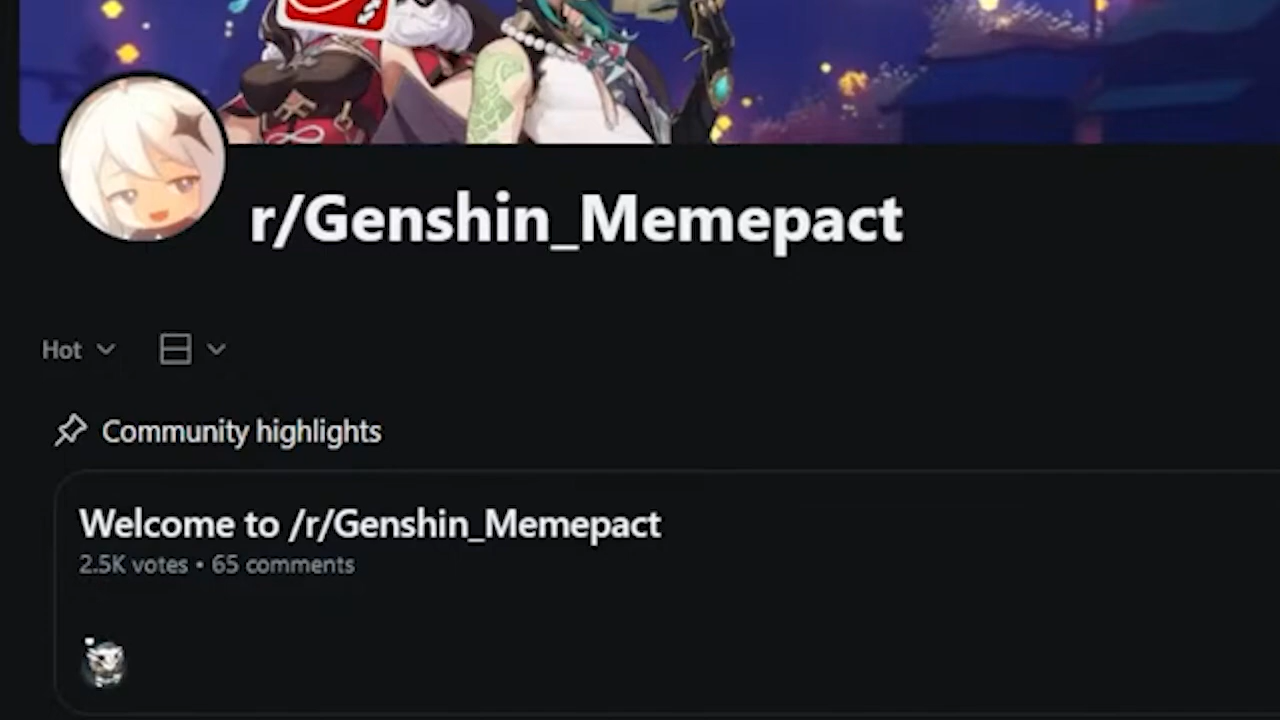 r/Genshin_Memepact
Hot
Community highlights
Welcome to /r/Genshin_Memepact
2.5K votes • 65 comments